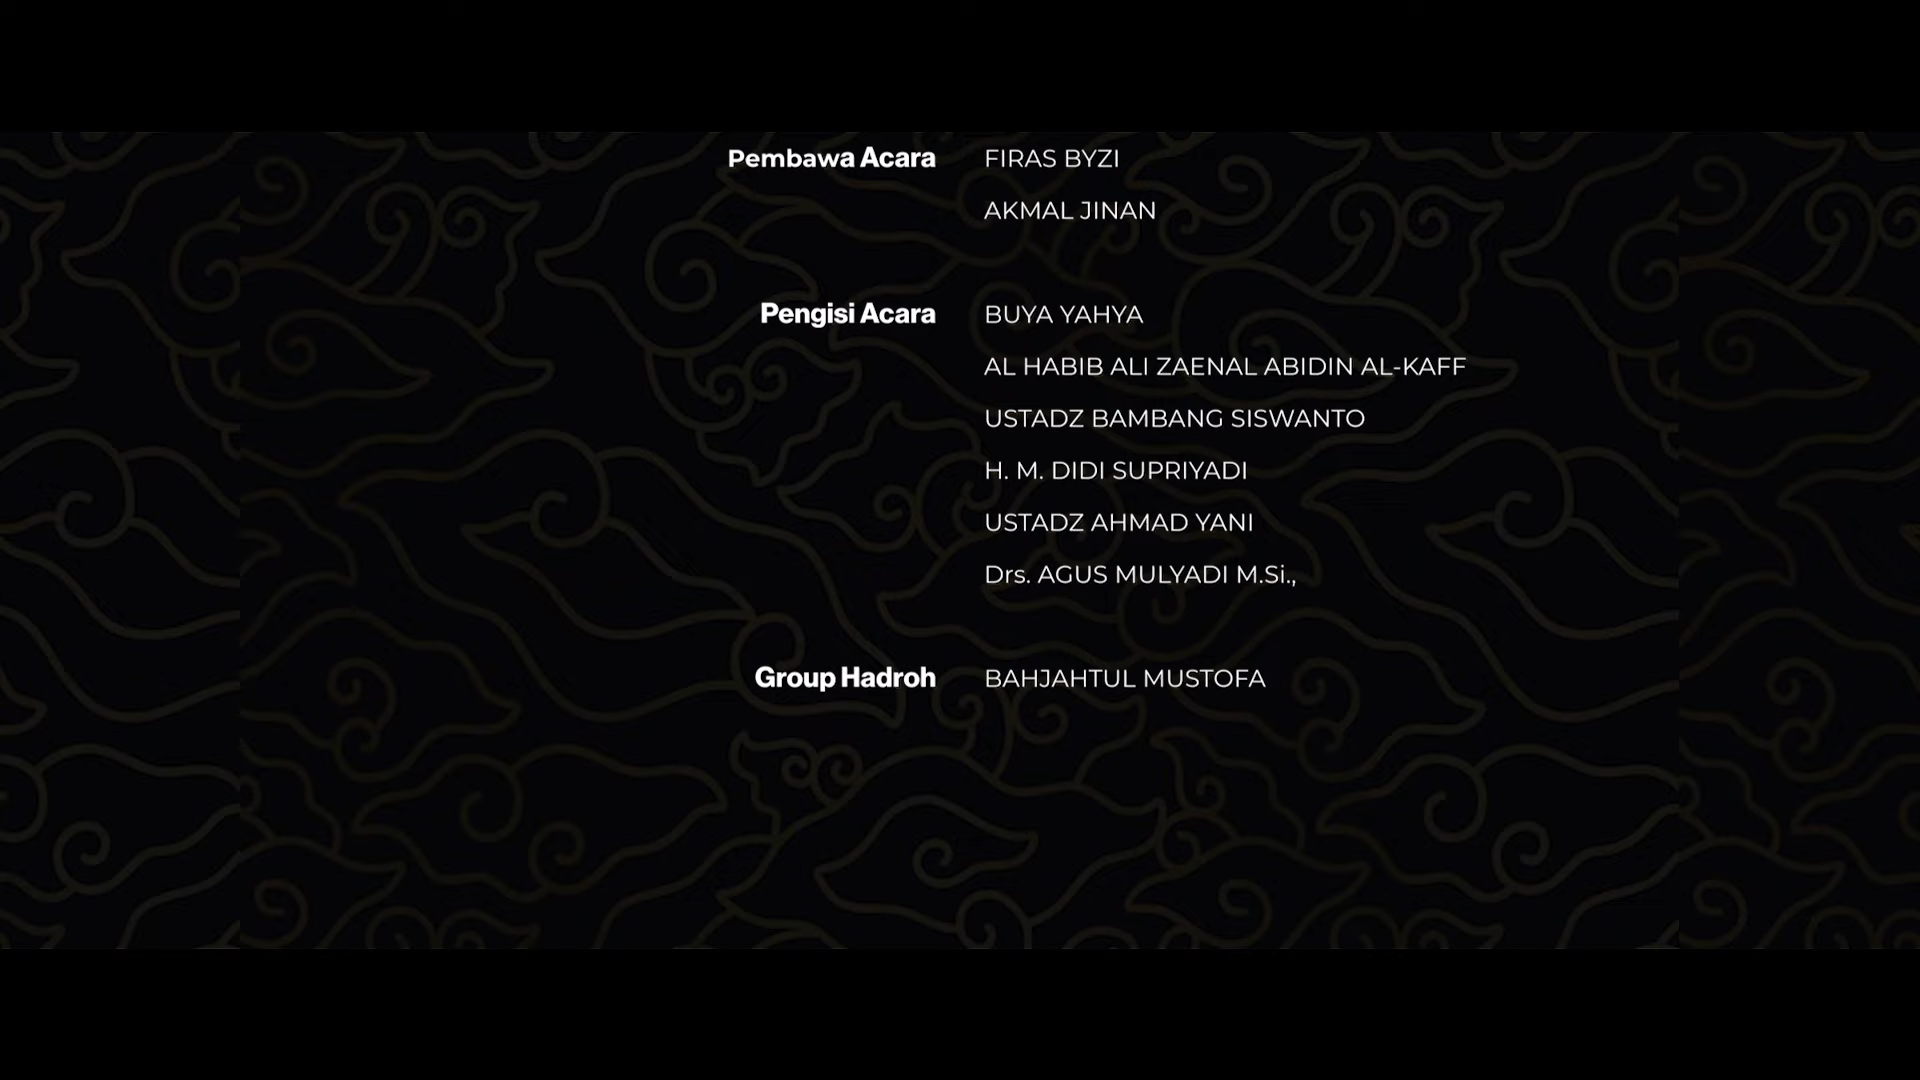 Pembawa Acara FIRAS BYZI
AKMAL JINAN
Pengisi Acara BUYA YAHYA
AL HABIB ALI ZAENAL ABIDIN AL-KAFF
USTADZ BAMBANG SISWANTO
H. M. DIDI SUPRIYADI
USTADZ AHMAD YANI
Drs. AGUS MULYADI M.Si.,
Group Hadroh BAHJAHTUL MUSTOFA